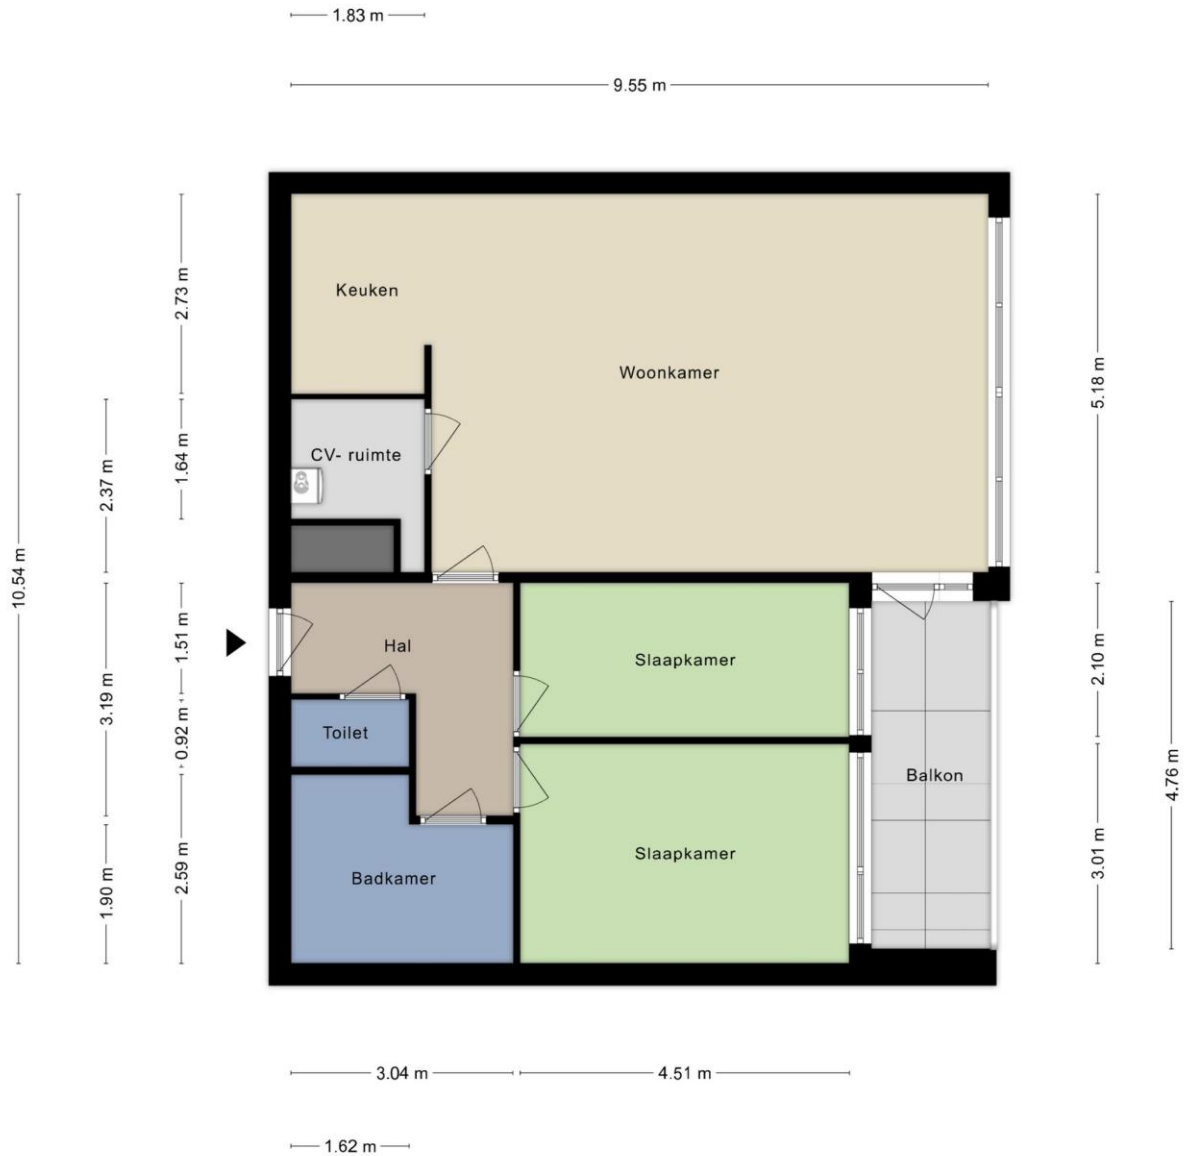 1.83 m
9.55 m
Keuken
2.73 m
Woonkamer
5.18 m
CV- ruimte
1.64 m
2.37 m
10.54 m
Hal
1.51 m
Slaapkamer
2.10 m
3.19 m
Toilet
0.92 m
Balkon
4.76 m
Slaapkamer
3.01 m
Badkamer
2.59 m
1.90 m
3.04 m
4.51 m
1.62 m